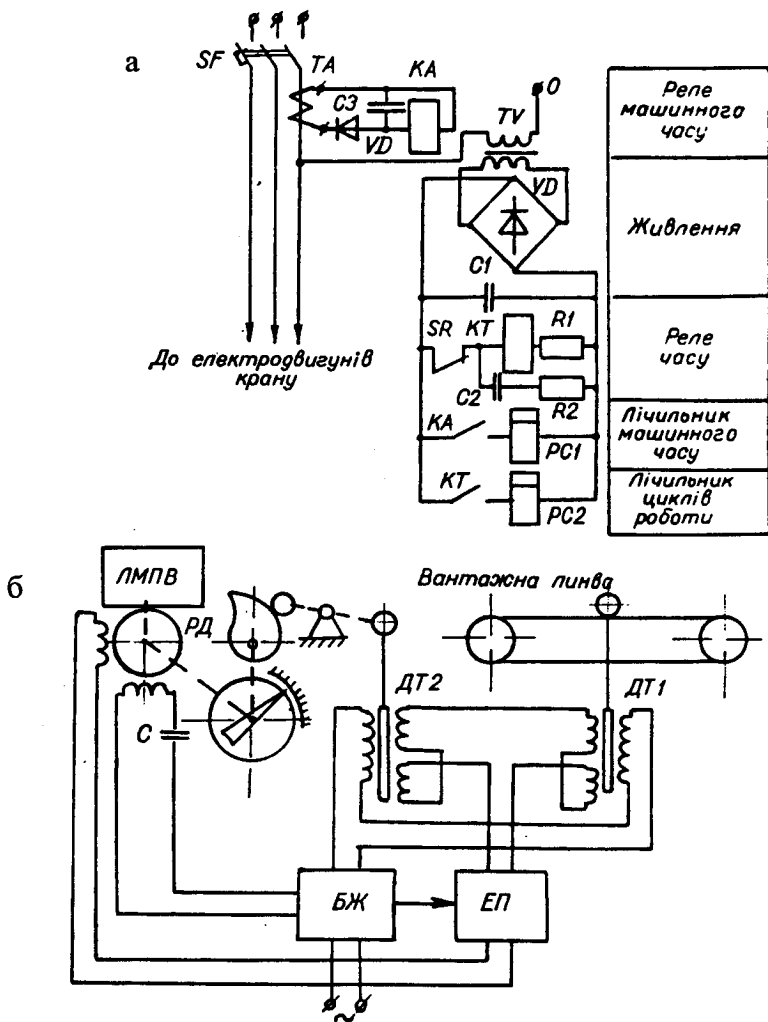 а
SF
TA
KA
C3
VD
TV
O
VD
C1
SR
KT
R1
C2
R2
KA
PC1
KT
PC2
До електродвигунів
крану
Реле
машинного
часу
Живлення
Реле
часу
Лічильник
машинного
часу
Лічильник
циклів
роботи
б
ЛМПВ
РД
С
Вантажна линва
ДТ2
ДТ1
БЖ
ЕП
~